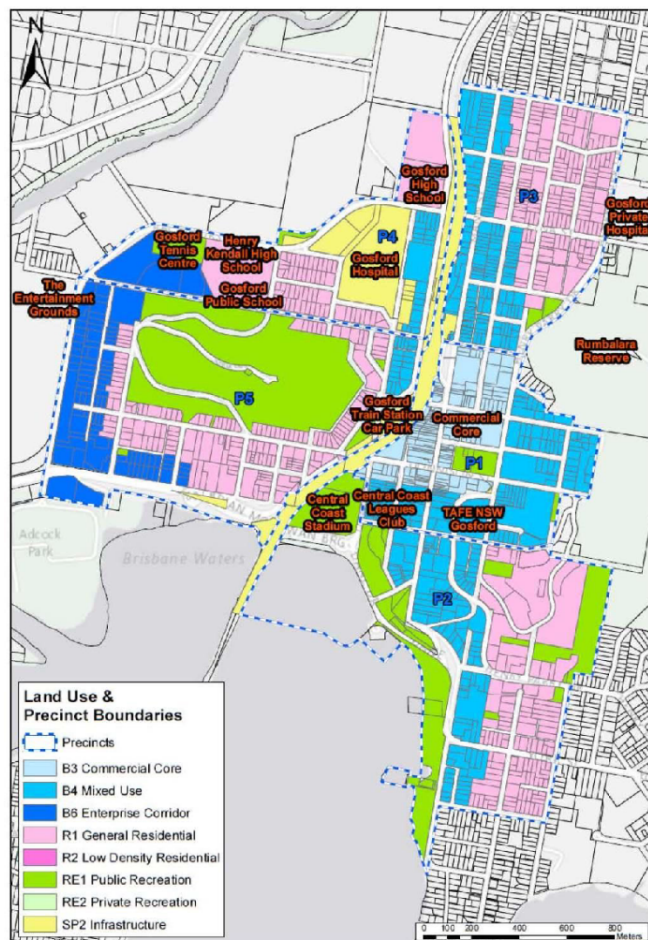 N
Gosford
High
School
P3
Gosford
Private
Hospital
Gosford
Tennis
Centre
Henry
Kendall High
School
P4
Gosford
Hospital
Gosford
Public School
The
Entertainment
Grounds
Rumbalara
Reserve
P5
Gosford
Train Station
Car Park
Commercial
Core
P1
Central
Coast
Stadium
Central Coast
Leagues
Club
TAFE NSW
Gosford
Adcock
Park
Brisbane Waters
P2
Land Use &
Precinct Boundaries
Precincts
B3 Commercial Core
B4 Mixed Use
B6 Enterprise Corridor
R1 General Residential
R2 Low Density Residential
RE1 Public Recreation
RE2 Private Recreation
SP2 Infrastructure
0 100 200 400 600 800
Meters